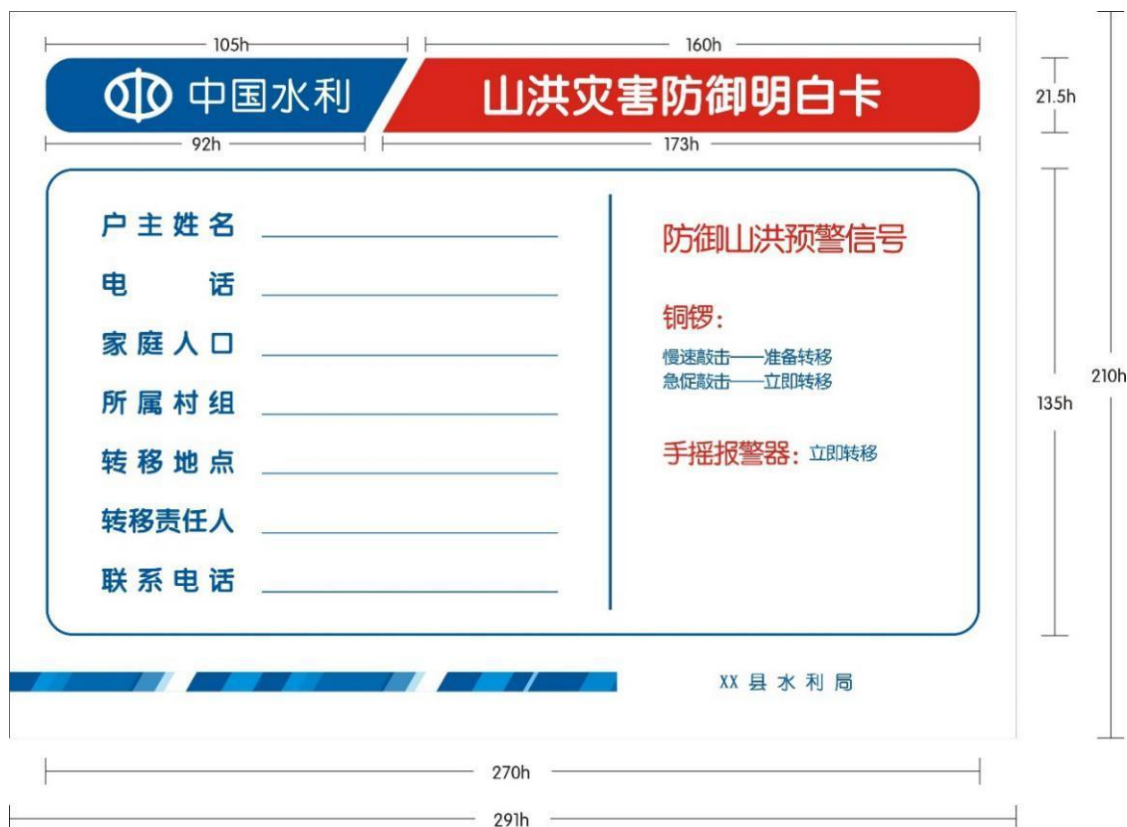 105h
160h
中国水利
山洪灾害防御明白卡
21.5h
92h
173h
户主姓名
防御山洪预警信号
电话
铜锣：
家庭人口
慢速敲击——准备转移
急促敲击——立即转移
210h
所属村组
135h
转移地点
手摇报警器：立即转移
转移责任人
联系电话
XX县水利局
270h
291h